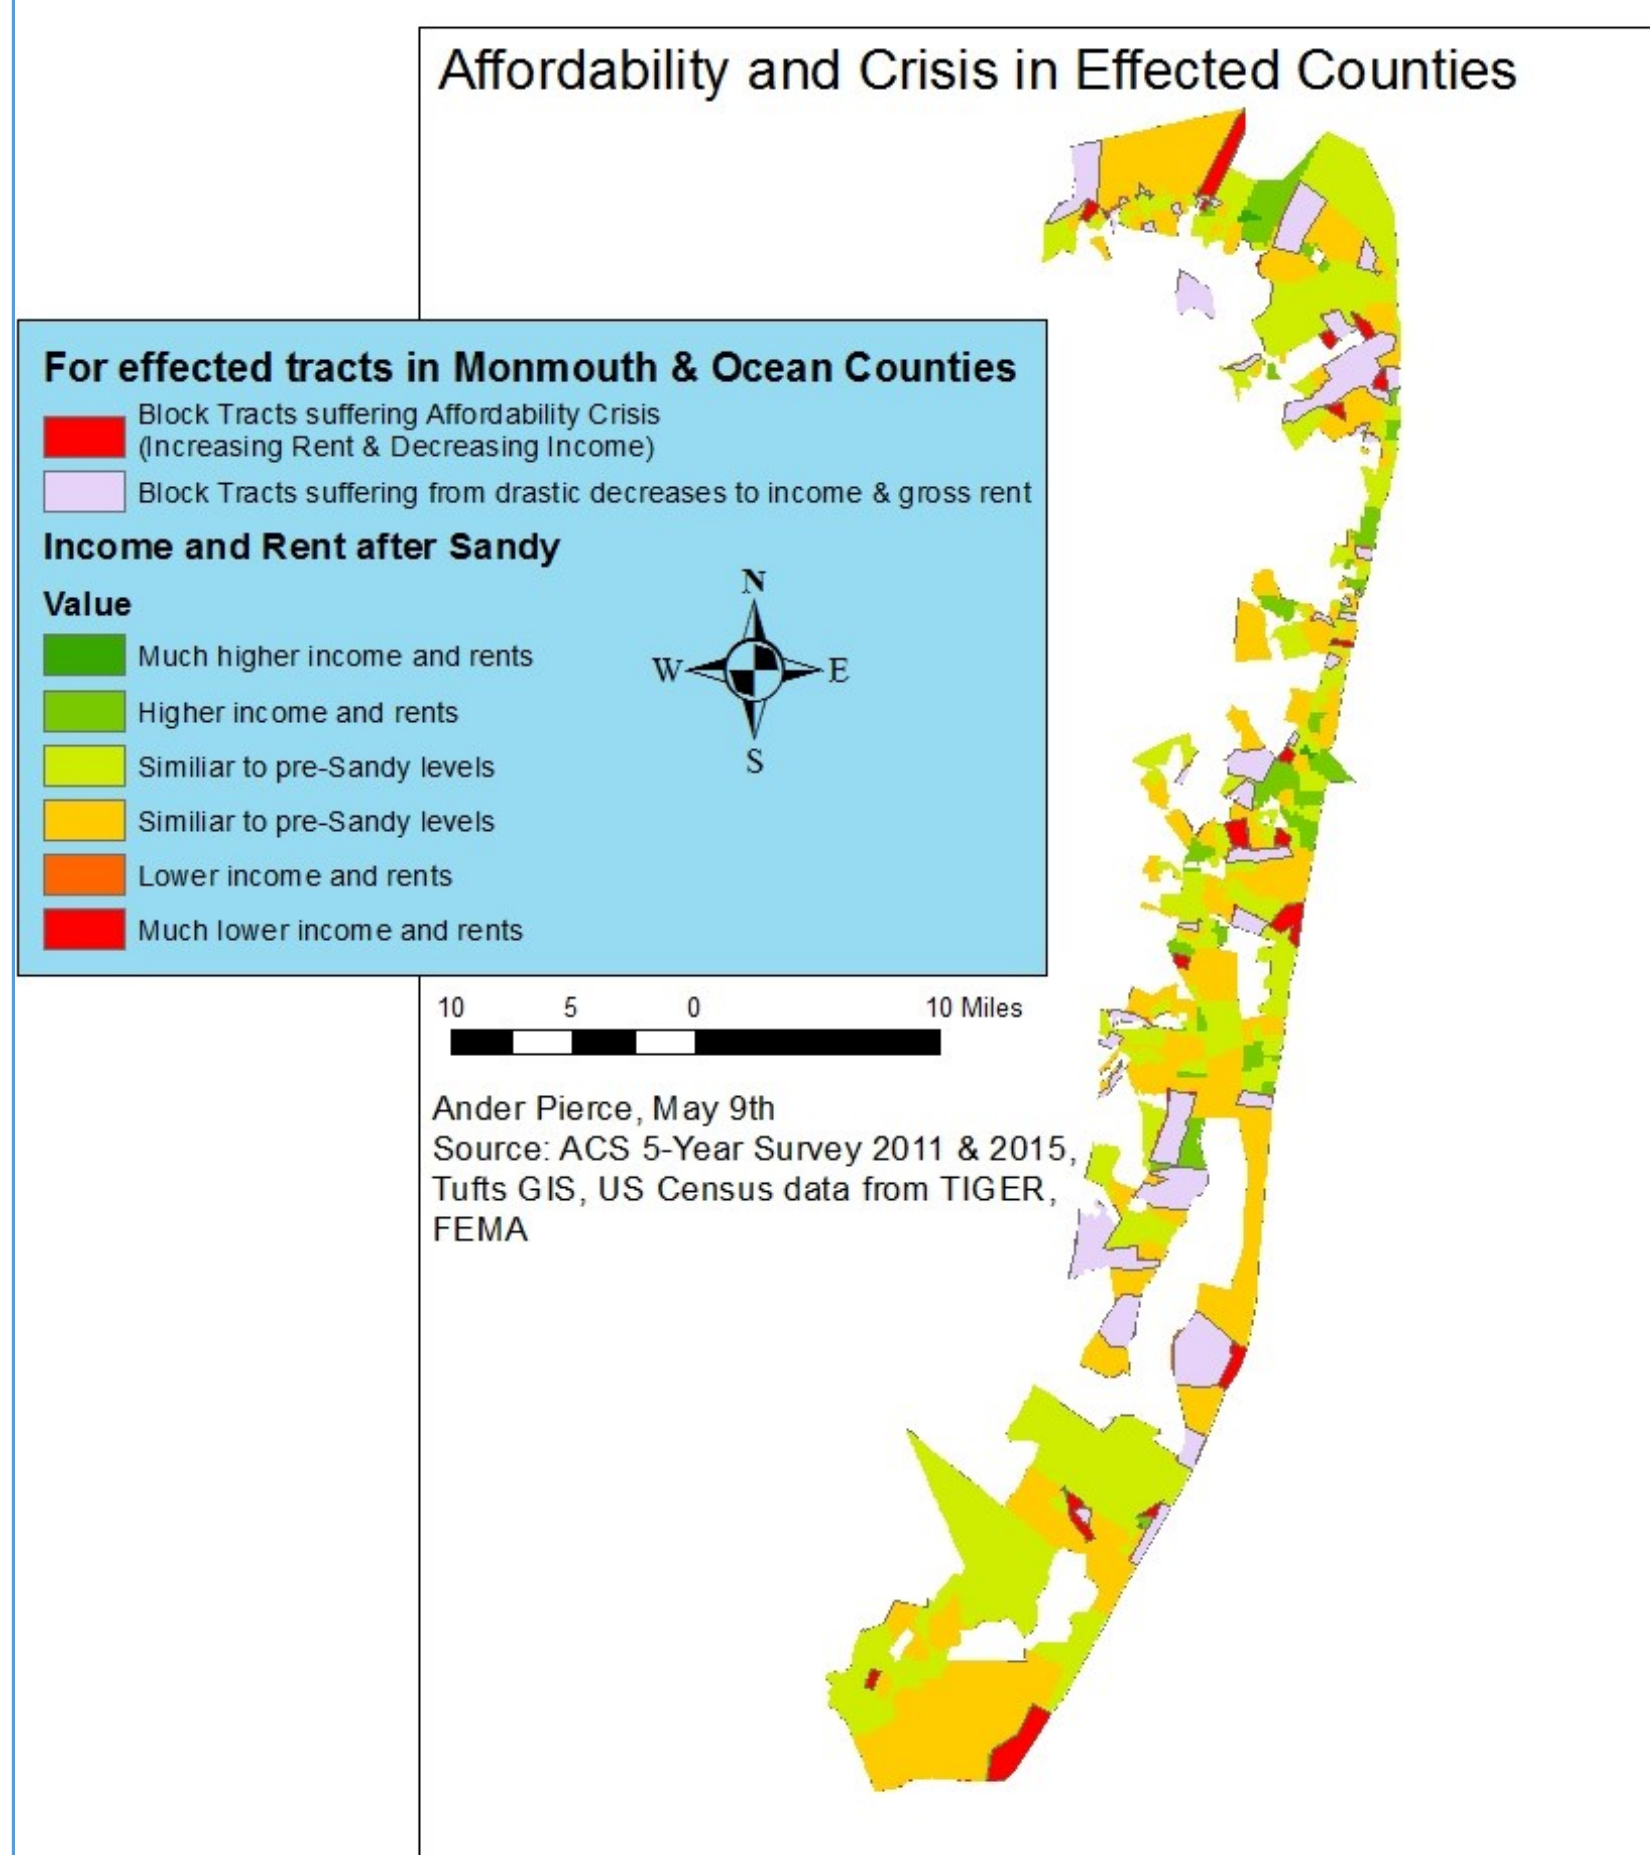 Affordability and Crisis in Effected Counties
For effected tracts in Monmouth & Ocean Counties
Block Tracts suffering Affordability Crisis
(Increasing Rent & Decreasing Income)
Block Tracts suffering from drastic decreases to income & gross rent
Income and Rent after Sandy
Value
Much higher income and rents
Higher income and rents
Similiar to pre-Sandy levels
Similiar to pre-Sandy levels
Lower income and rents
Much lower income and rents
N
W E
S
10 5 0 10 Miles
Ander Pierce, May 9th
Source: ACS 5-Year Survey 2011 & 2015,
Tufts GIS, US Census data from TIGER,
FEMA